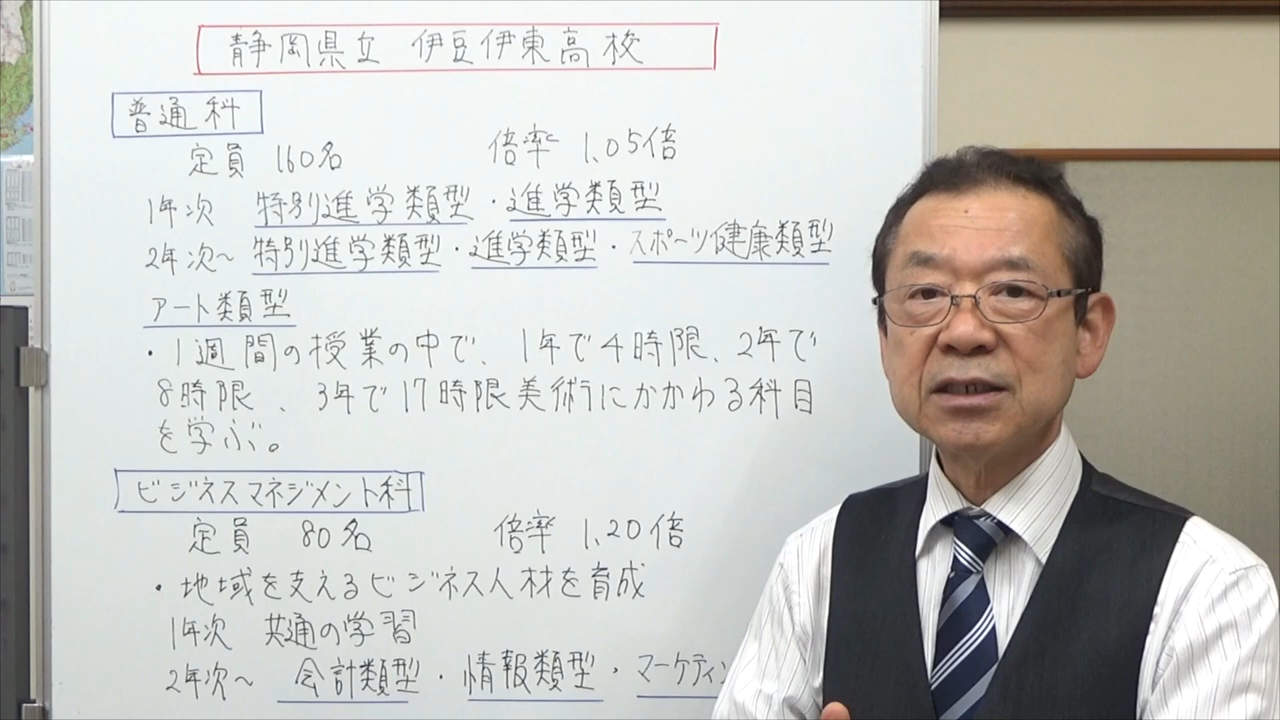 静岡県立 伊豆伊東高校
普通科
定員 160名 倍率 1.05倍
1年次 特別進学類型・進学類型
2年次～ 特別進学類型・進学類型・スポーツ健康類型
アート類型
・1週間の授業の中で、1年で4時限、2年で
8時限、3年で17時限美術にかかわる科目
を学ぶ。
ビジネスマネジメント科
定員 80名 倍率 1.20倍
・地域を支えるビジネス人材を育成
1年次 共通の学習
2年次～ 会計類型・情報類型・マーケティン